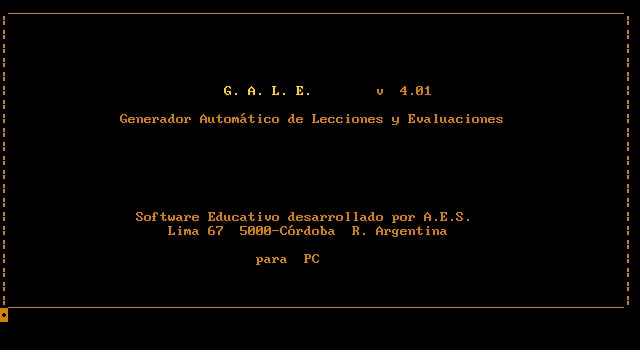 G. A. L. E.        v  4.01
Generador Automático de Lecciones y Evaluaciones
Software Educativo desarrollado por A.E.S.
Lima 67  5000-Córdoba  R. Argentina
para  PC